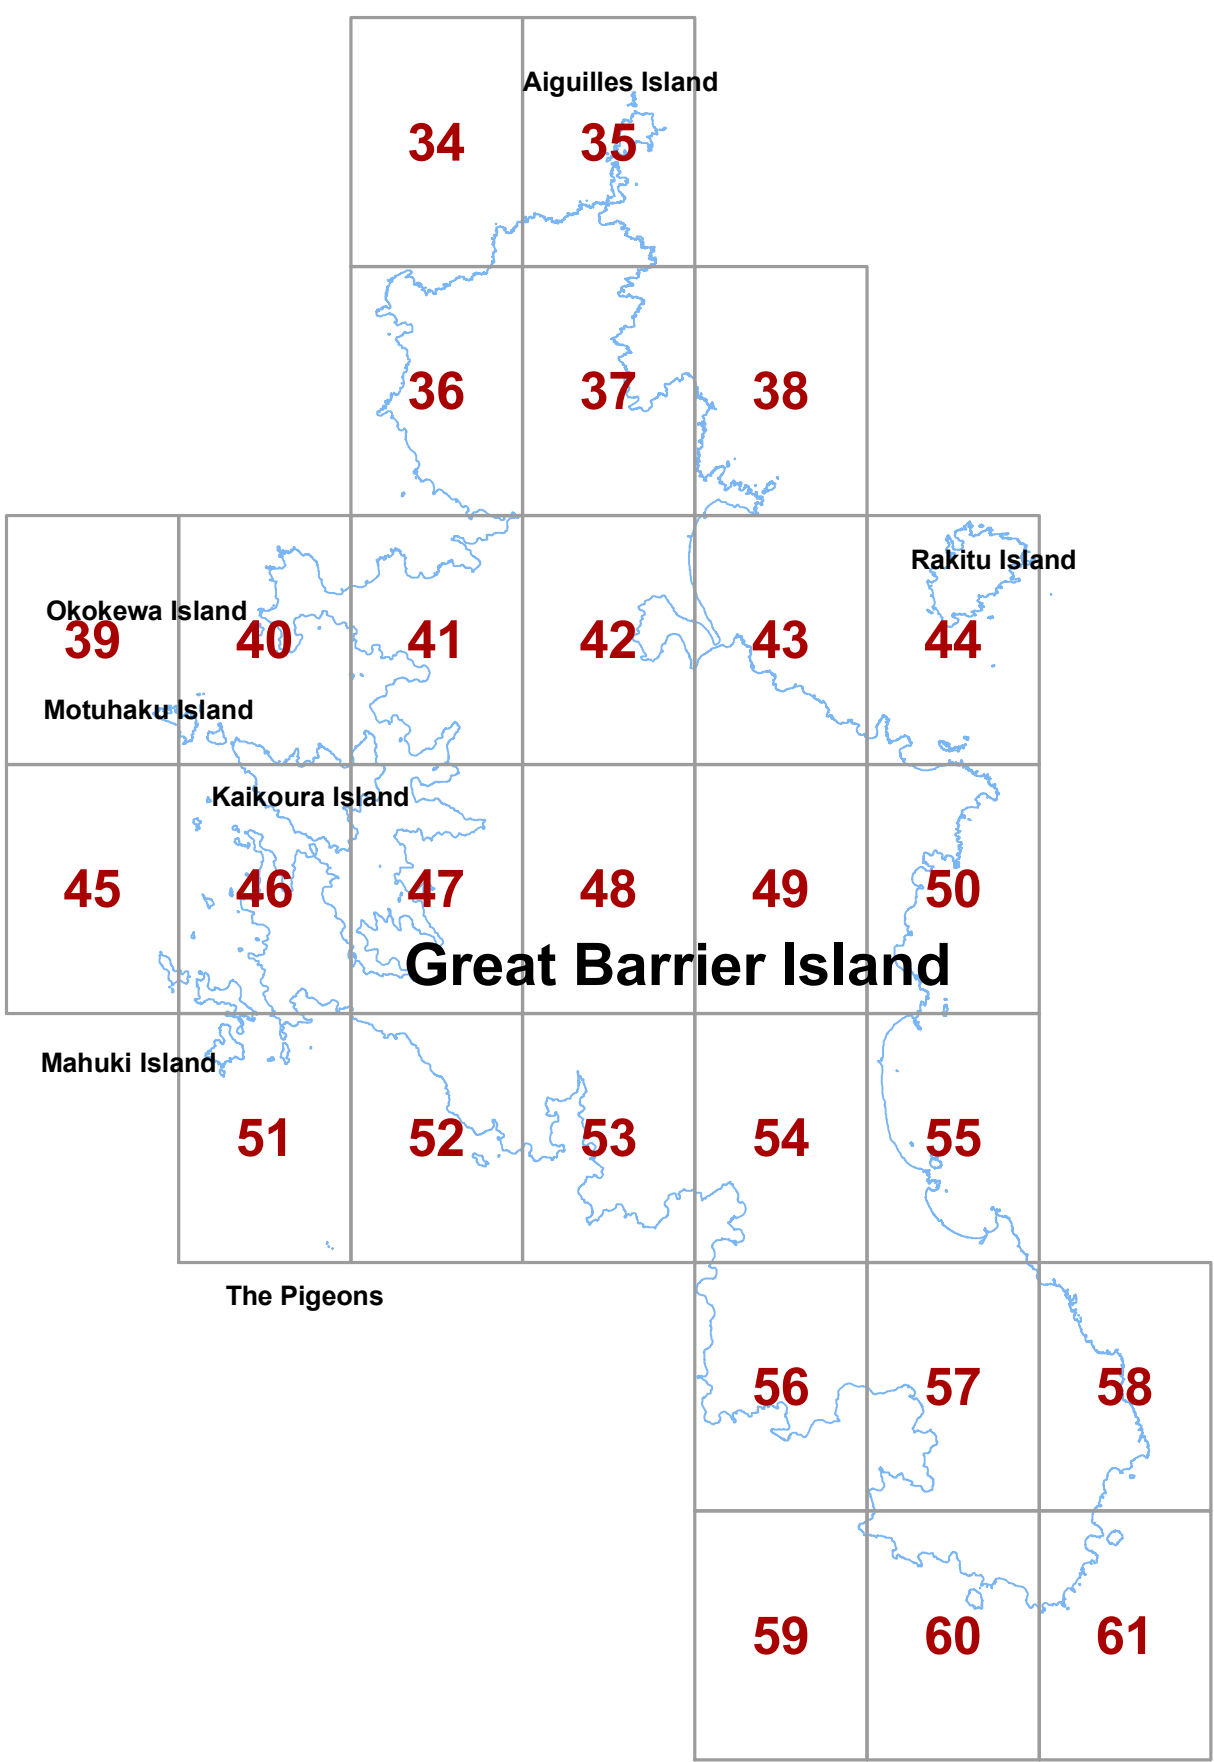 Aiguilles Island
34 35
36 37 38
Rakitu Island
Okokewa Island
39 40 41 42 43 44
Motuhaku Island
Kaikoura Island
45 46 47 48 49 50
Great Barrier Island
Mahuki Island
51 52 53 54 55
The Pigeons
56 57 58
59 60 61